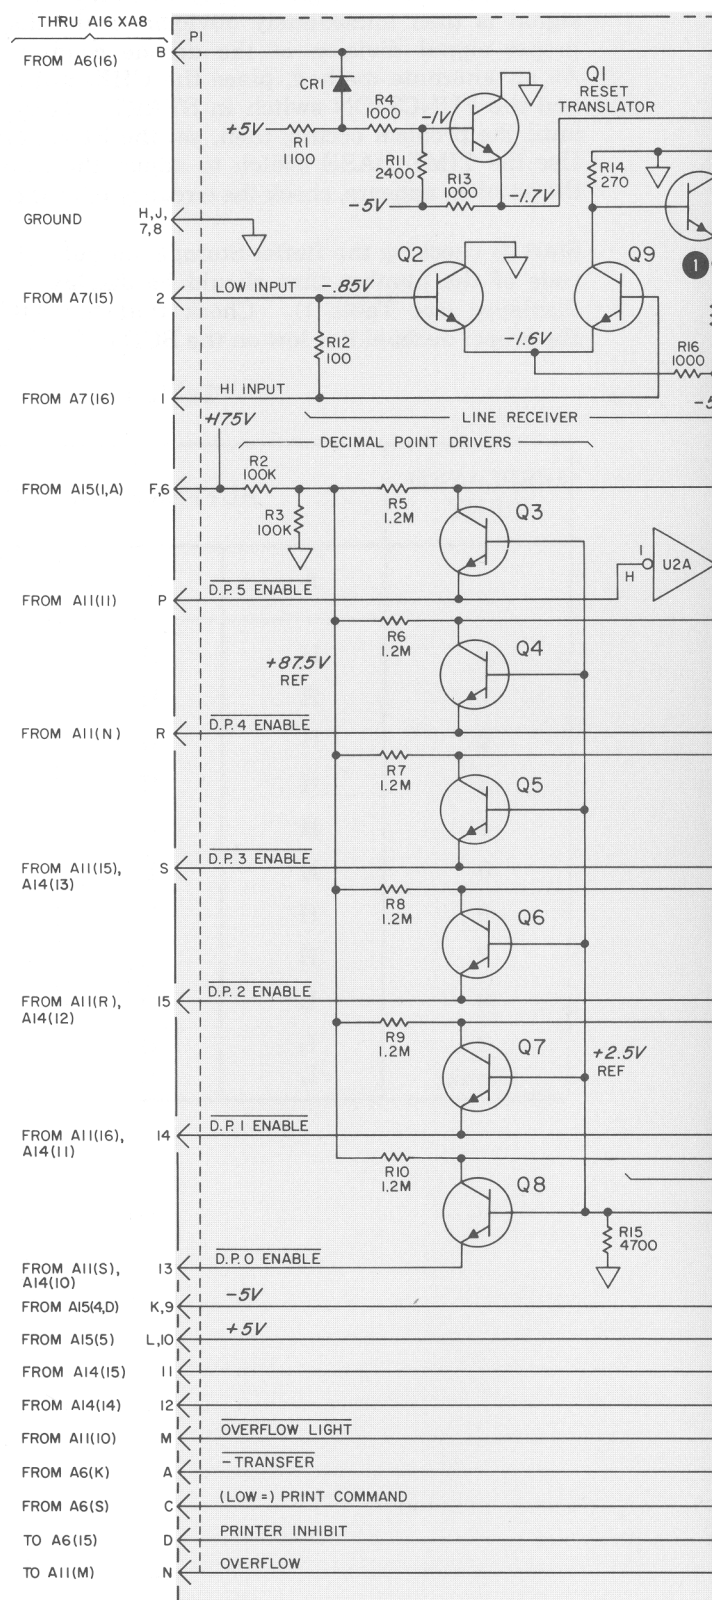 THRU A16 XA8
P1
FROM A6(16) B
CR1
Q1
RESET
TRANSLATOR
R4
1000
-1V
+5V
R1
1100
R11
2400
R13
1000
-5V
-1.7V
R14
270
GROUND H,J,
7,8
Q2
Q9
1
FROM A7(15) 2 LOW INPUT -.85V
R12
100
-1.6V
R16
1000
FROM A7(16) 1 HI INPUT
-5
+175V
LINE RECEIVER
DECIMAL POINT DRIVERS
FROM A15(1,A) F,6
R2
100K
R3
100K
R5
1.2M
Q3
1
H
U2A
FROM A11(11) P D.P. 5 ENABLE
R6
1.2M
Q4
+87.5V
REF
FROM A11(N) R D.P. 4 ENABLE
R7
1.2M
Q5
FROM A11(15), S D.P. 3 ENABLE
A14(13)
R8
1.2M
Q6
FROM A11(R), 15 D.P. 2 ENABLE
A14(12)
R9
1.2M
Q7
+2.5V
REF
FROM A11(16), 14 D.P. 1 ENABLE
A14(11)
R10
1.2M
Q8
R15
4700
FROM A11(S), 13 D.P. 0 ENABLE
A14(10)
FROM A15(4,D) K,9 -5V
FROM A15(5) L,10 +5V
FROM A14(15) 11
FROM A14(14) 12
FROM A11(10) M OVERFLOW LIGHT
FROM A6(K) A -TRANSFER
FROM A6(S) C (LOW =) PRINT COMMAND
TO A6(15) D PRINTER INHIBIT
TO A11(M) N OVERFLOW